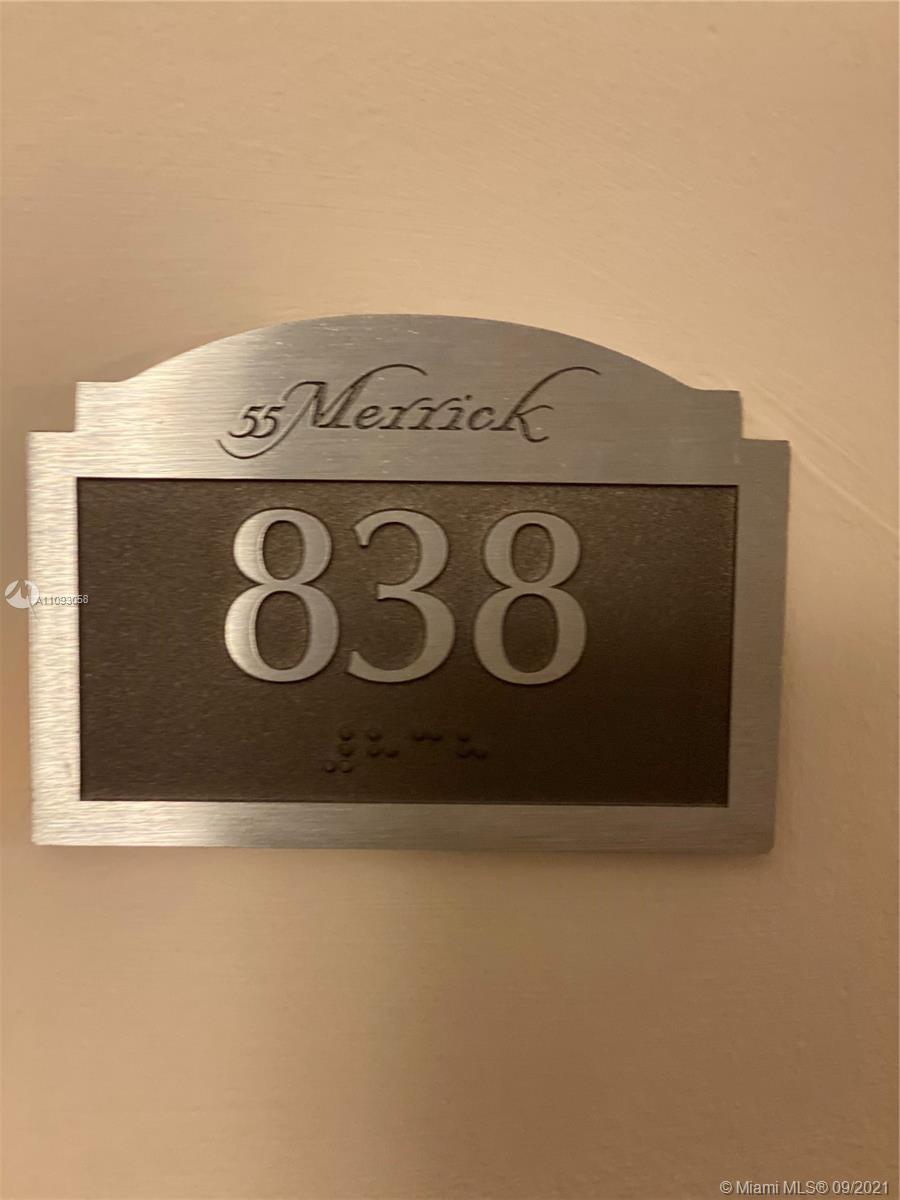 55 Merrick
838
⠼⠓⠉⠓
A11093058
© Miami MLS® 09/2021